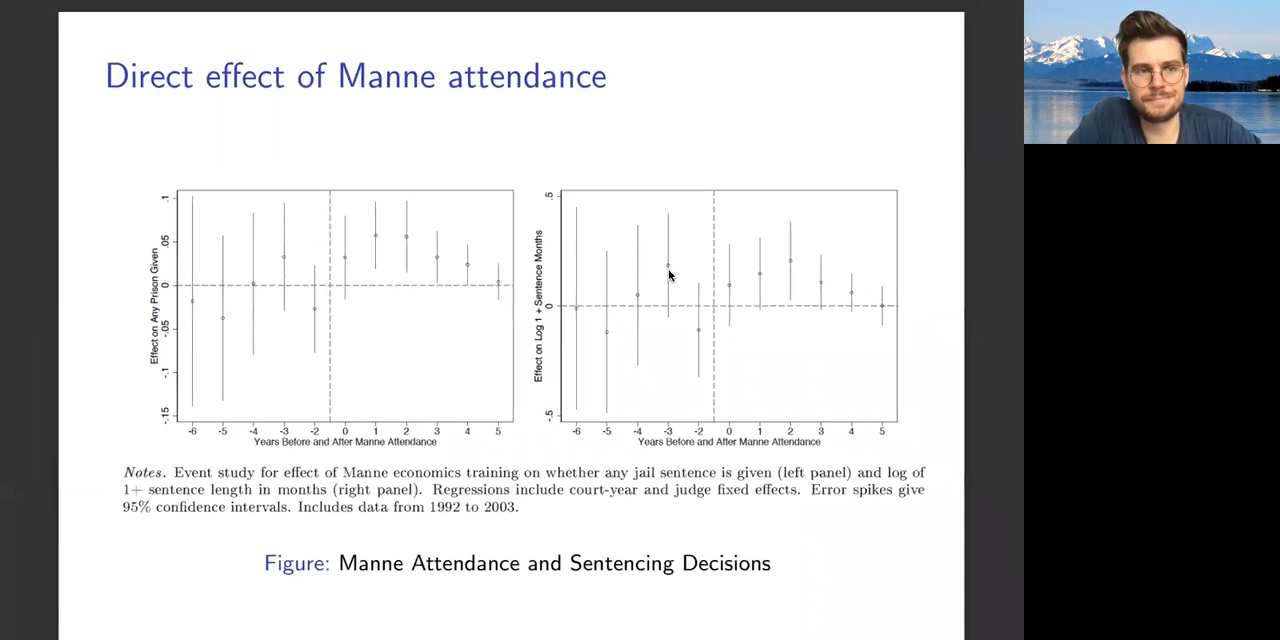 Direct effect of Manne attendance
Effect on Any Prison Given
.1
.05
0
-.05
-.1
-.15
-6 -5 -4 -3 -2 0 1 2 3 4 5
Years Before and After Manne Attendance
Effect on Log 1 + Sentence Months
.5
0
-.5
-6 -5 -4 -3 -2 0 1 2 3 4 5
Years Before and After Manne Attendance
Notes. Event study for effect of Manne economics training on whether any jail sentence is given (left panel) and log of
1+ sentence length in months (right panel). Regressions include court-year and judge fixed effects. Error spikes give
95% confidence intervals. Includes data from 1992 to 2003.
Figure: Manne Attendance and Sentencing Decisions